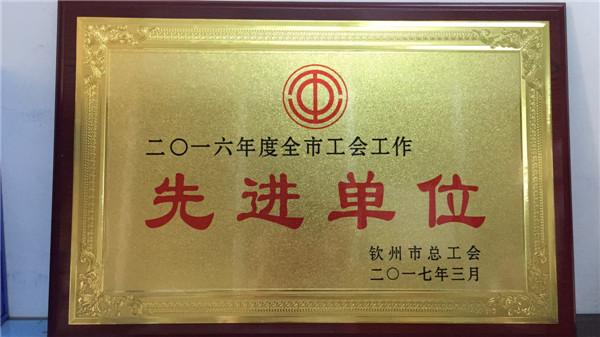 二〇一六年度全市工会工作
先进单位
钦州市总工会
二〇一七年三月